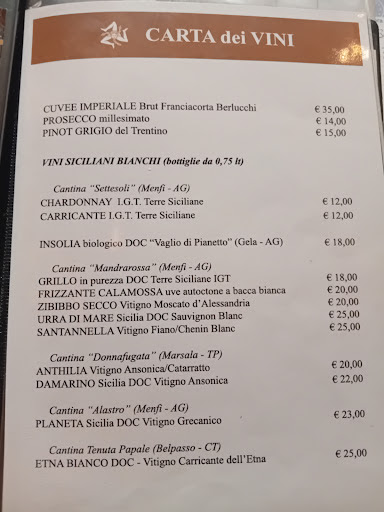 CARTA dei VINI
CUVEE IMPERIALE Brut Franciacorta Berlucchi € 35,00
PROSECCO millesimato € 14,00
PINOT GRIGIO del Trentino € 15,00
VINI SICILIANI BIANCHI (bottiglie da 0,75 lt)
Cantina “Settesoli” (Menfi - AG)
CHARDONNAY I.G.T. Terre Siciliane € 12,00
CARRICANTE I.G.T. Terre Siciliane € 12,00
INSOLIA biologico DOC “Vaglio di Pianetto” (Gela - AG) € 18,00
Cantina “Mandrarossa” (Menfi - AG)
GRILLO in purezza DOC Terre Siciliane IGT € 18,00
FRIZZANTE CALAMOSSA uve autoctone a bacca bianca € 20,00
ZIBIBBO SECCO Vitigno Moscato d’Alessandria € 20,00
URRA DI MARE Sicilia DOC Sauvignon Blanc € 25,00
SANTANNELLA Vitigno Fiano/Chenin Blanc € 25,00
Cantina “Donnafugata” (Marsala - TP)
ANTHILIA Vitigno Ansonica/Catarratto € 20,00
DAMARINO Sicilia DOC Vitigno Ansonica € 22,00
Cantina “Alastro” (Menfi - AG)
PLANETA Sicilia DOC Vitigno Grecanico € 23,00
Cantina Tenuta Papale (Belpasso - CT)
ETNA BIANCO DOC - Vitigno Carricante dell’Etna € 25,00